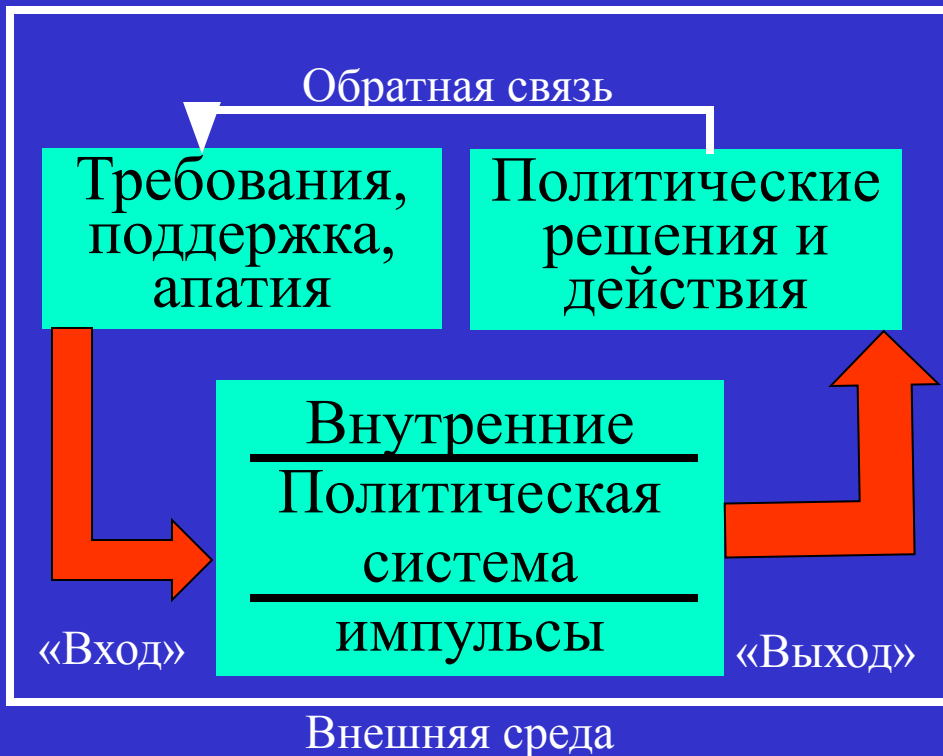 Обратная связь
Требования,
поддержка,
апатия
Политические
решения и
действия
Внутренние
Политическая
система
импульсы
«Вход»
«Выход»
Внешняя среда